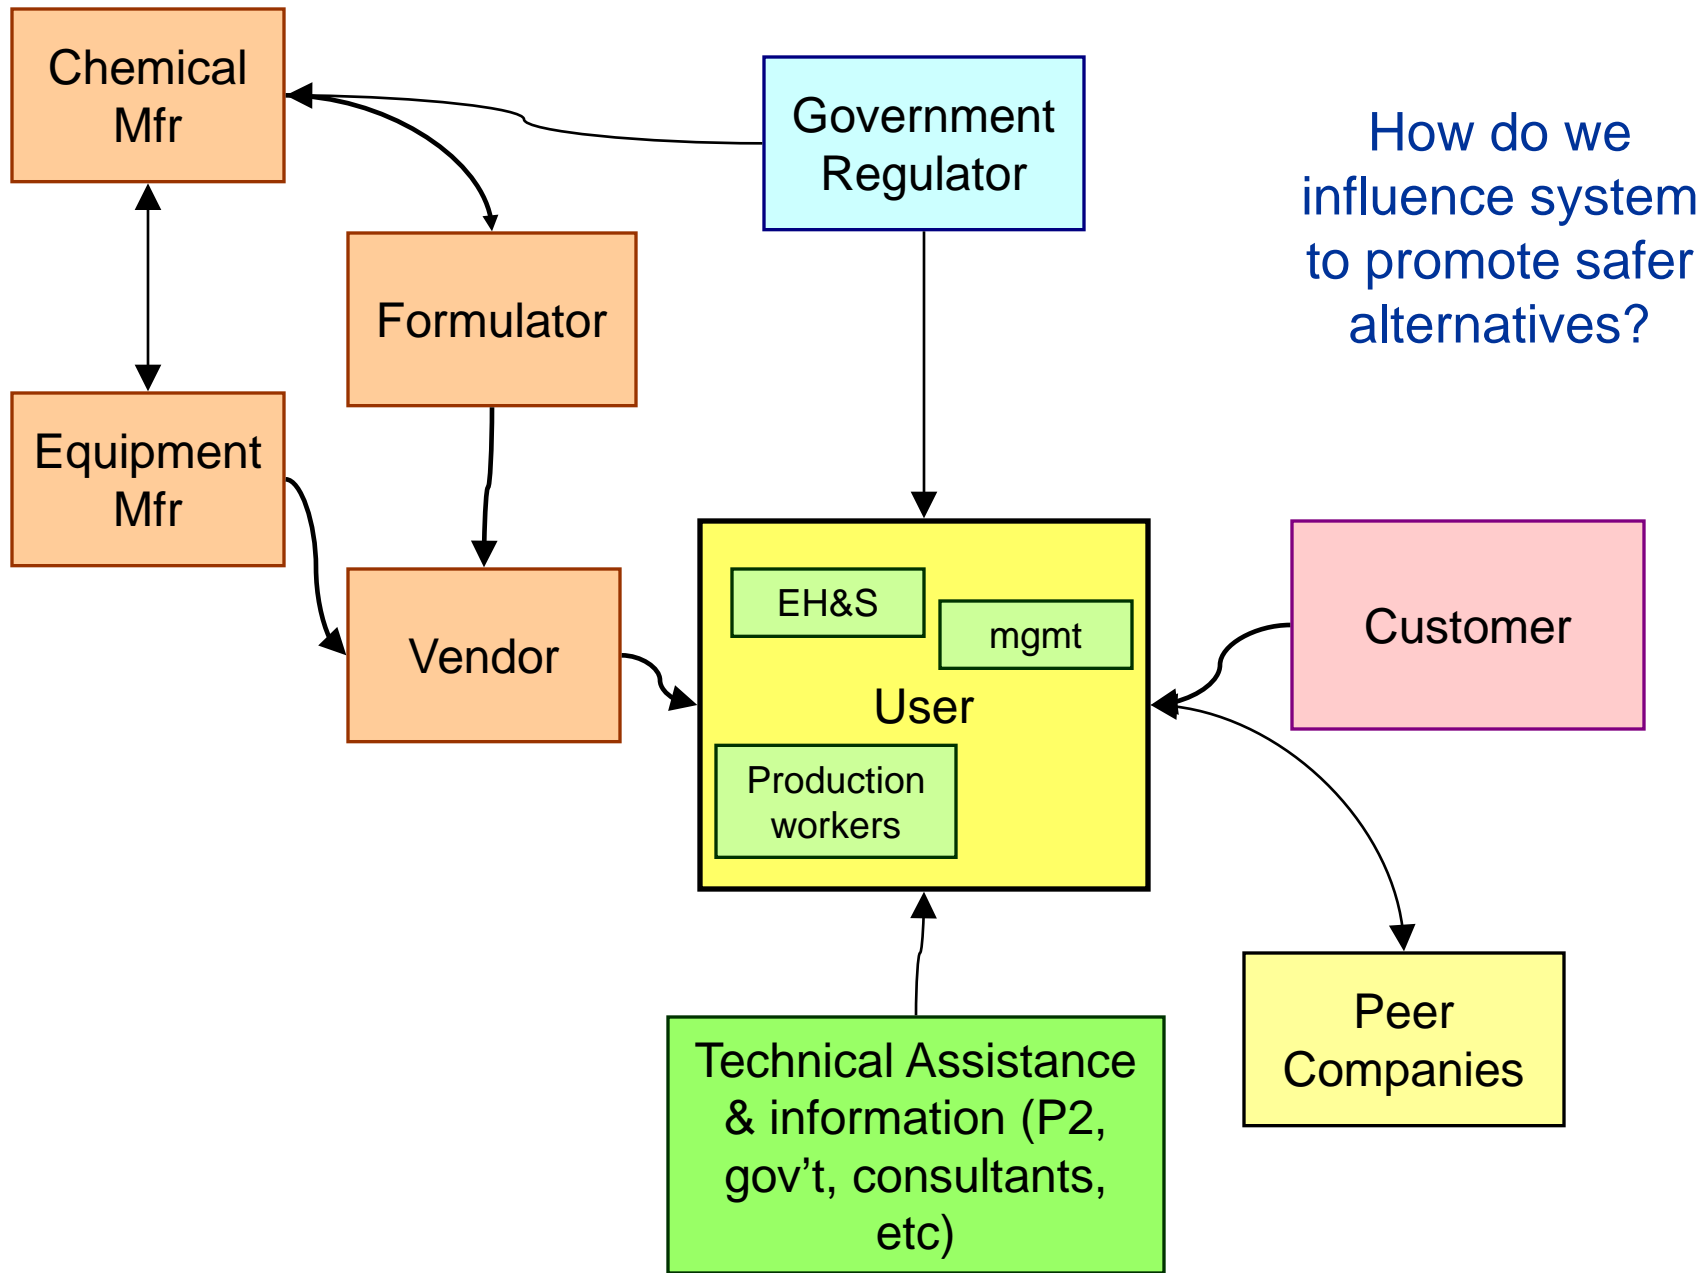 Chemical
Mfr
Government
Regulator
How do we
influence system
to promote safer
alternatives?
Formulator
Equipment
Mfr
EH&S
mgmt
Customer
Vendor
User
Production
workers
Peer
Companies
Technical Assistance
& information (P2,
gov’t, consultants,
etc)